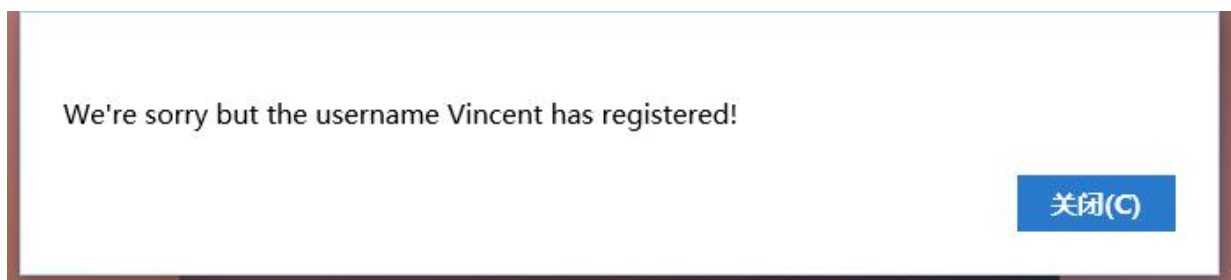 We're sorry but the username Vincent has registered!
关闭(C)